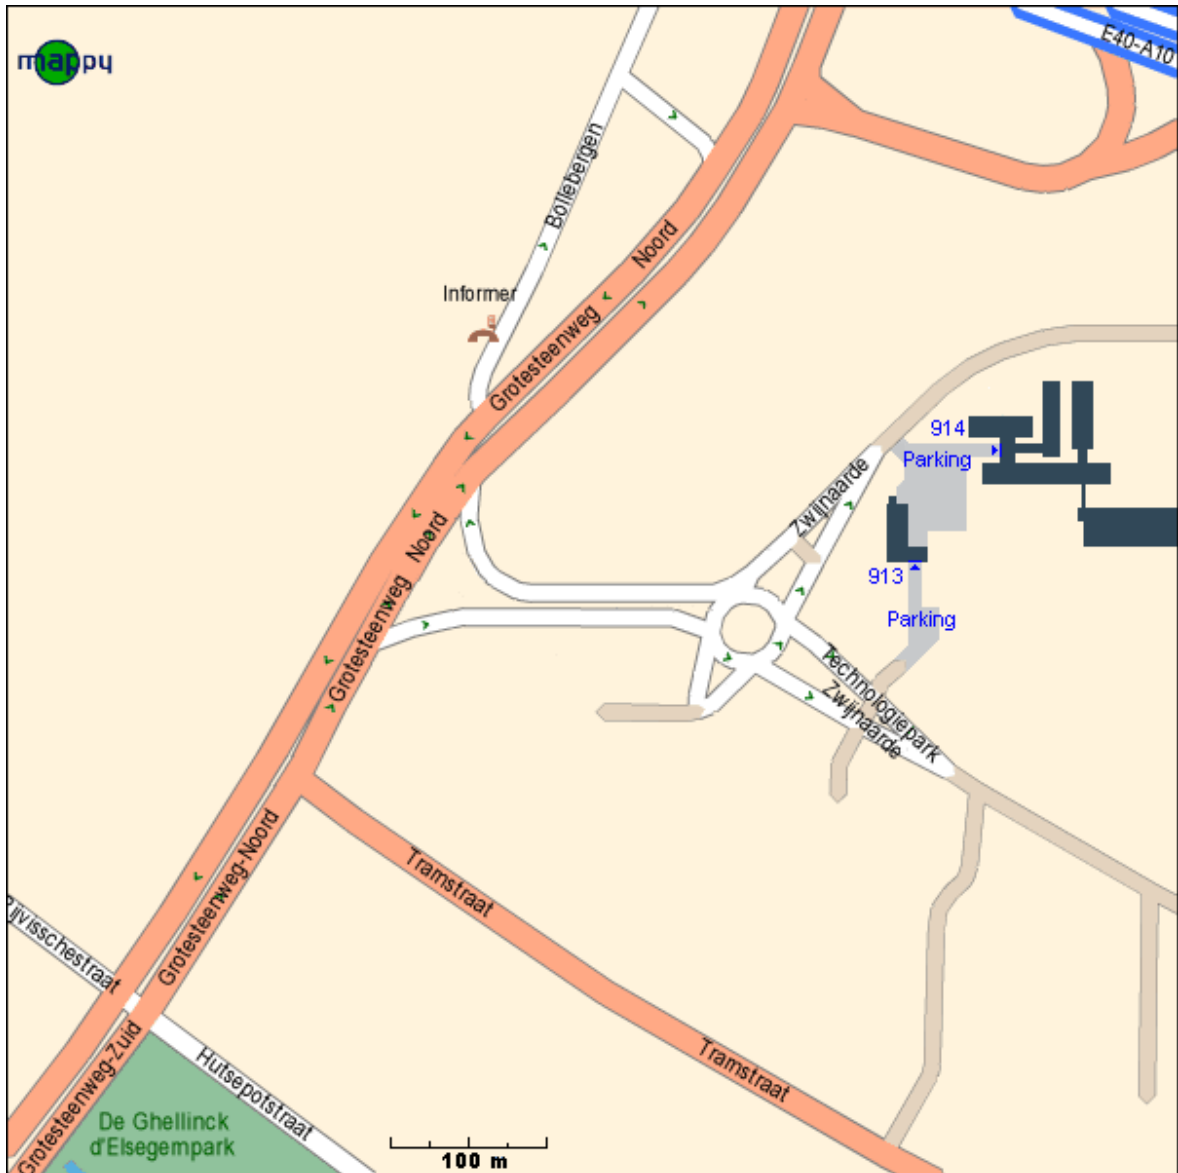 E40-A10
mappy
Bollebergen
Noord
Informer
Grotesteenweg
914
Parking
Zwijnaarde
Noord
913
Grotesteenweg
Parking
Technologiepark
Zwijnaarde
Grotesteenweg-Noord
Tramstraat
Rijvisschestraat
Grotesteenweg-Zuid
Hutsepotstraat
Tramstraat
De Ghellinck
d'Elsegempark
100 m